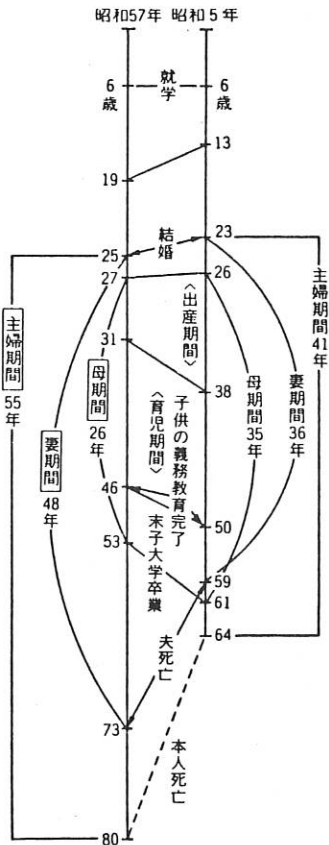 昭和57年
昭和5年
6歳
就学
6歳
13
19
結婚
23
25
27
26
〈出産期間〉
31
38
主婦期間41年
主婦期間55年
母期間26年
妻期間48年
母期間35年
妻期間36年
〈育児期間〉
子供の義務教育完了
46
50
末子大学卒業
53
59
61
64
夫死亡
73
本人死亡
80